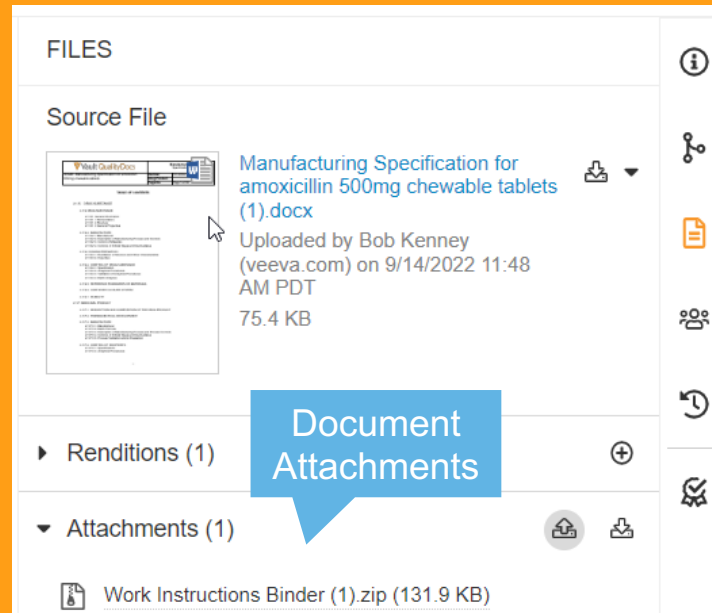 FILES
Source File
Vault QualityDocs
Manufacturing Specification for
amoxicillin 500mg chewable tablets
(1).docx
Uploaded by Bob Kenney
(veeva.com) on 9/14/2022 11:48
AM PDT
75.4 KB
Document
Attachments
Renditions (1)
Attachments (1)
Work Instructions Binder (1).zip (131.9 KB)